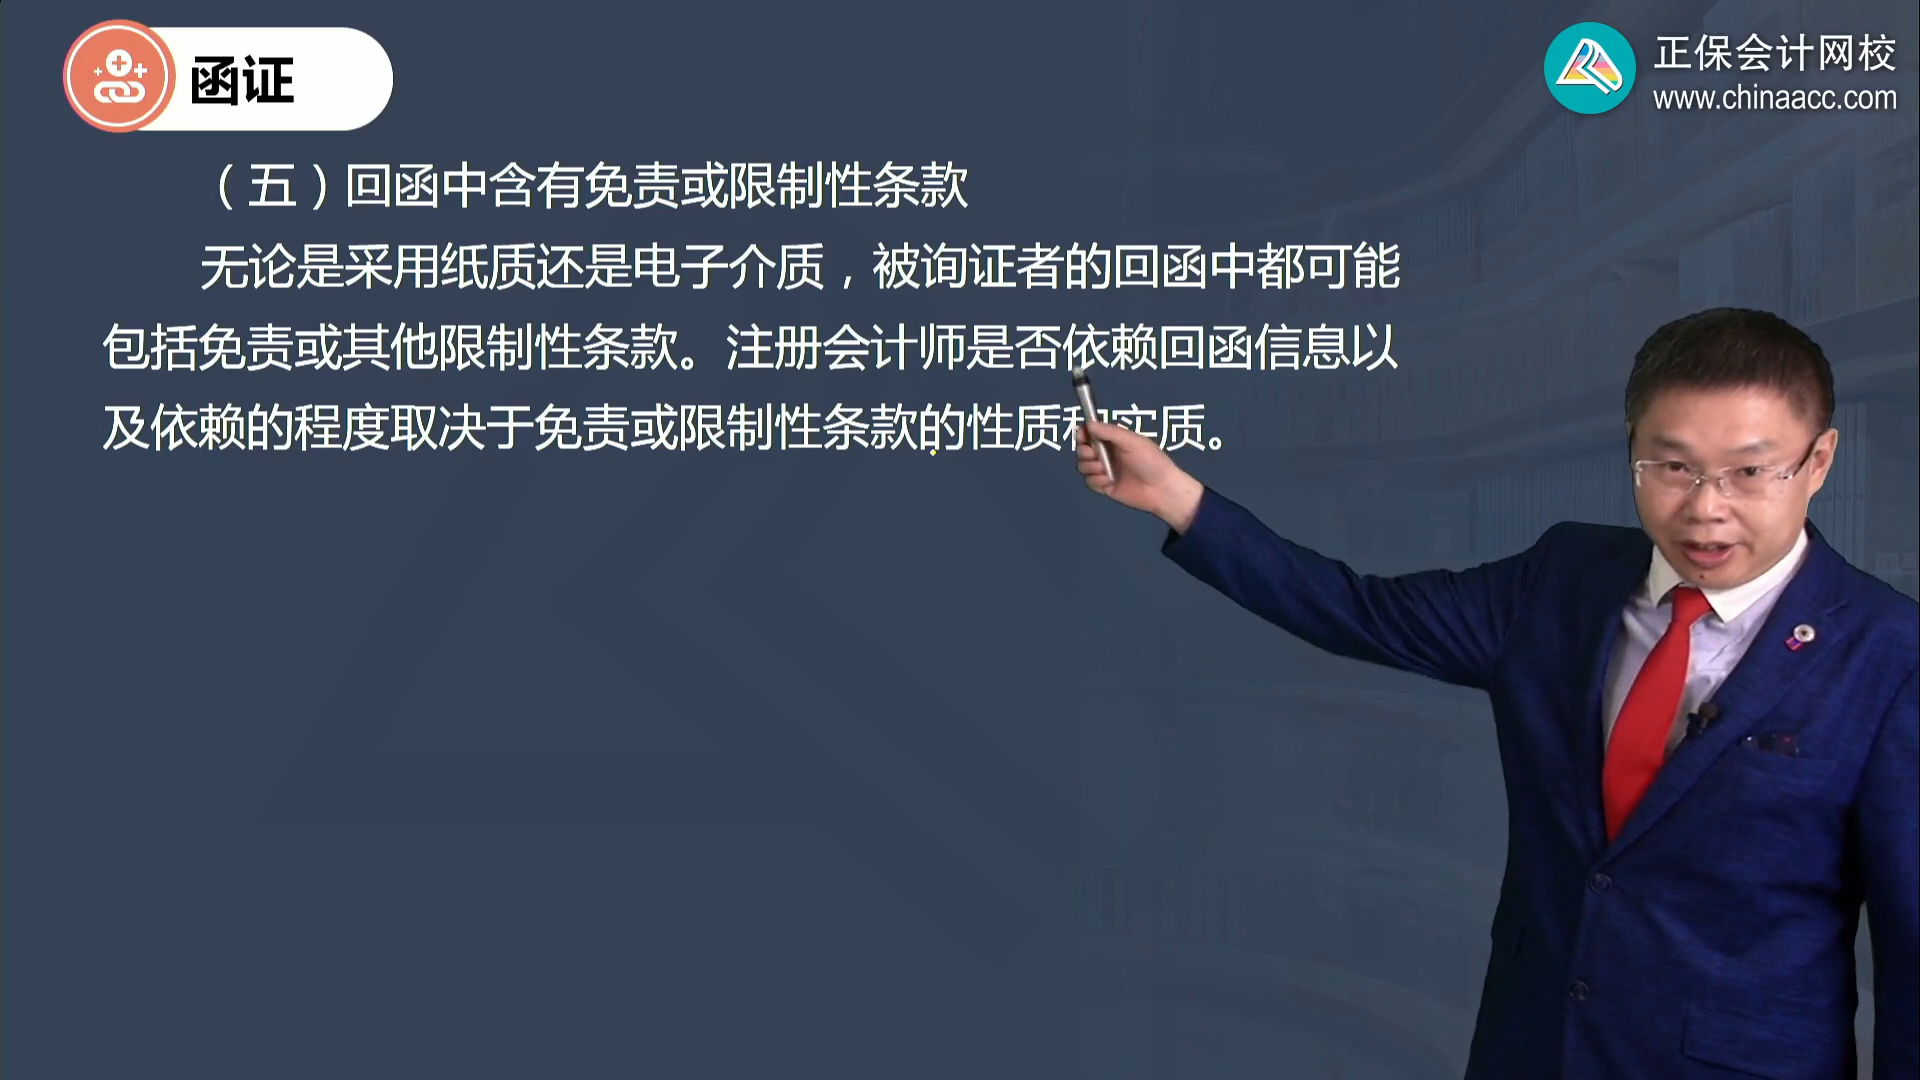 函证
正保会计网校
www.chinaacc.com
（五）回函中含有免责或限制性条款
无论是采用纸质还是电子介质，被询证者的回函中都可能
包括免责或其他限制性条款。注册会计师是否依赖回函信息以
及依赖的程度取决于免责或限制性条款的性质和实质。